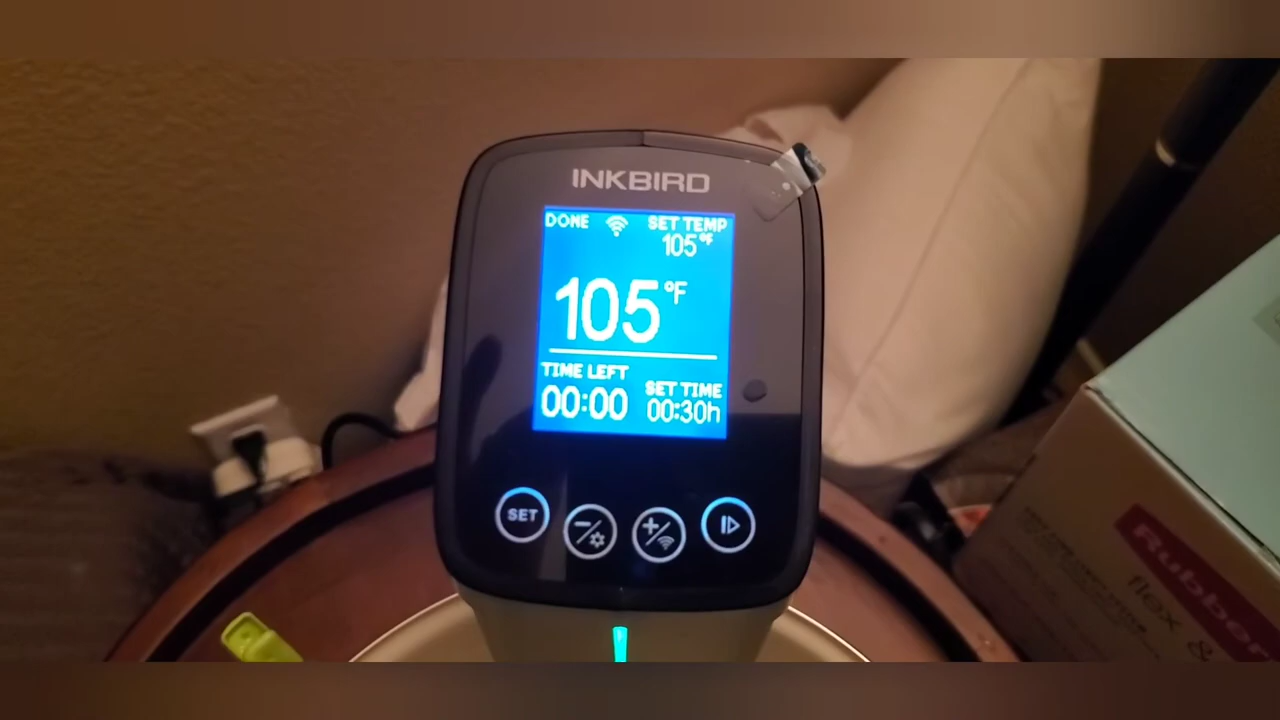 INKBIRD
DONE
SET TEMP
105°F
105°F
TIME LEFT
00:00
SET TIME
00:30h
SET
Rubber
flex &